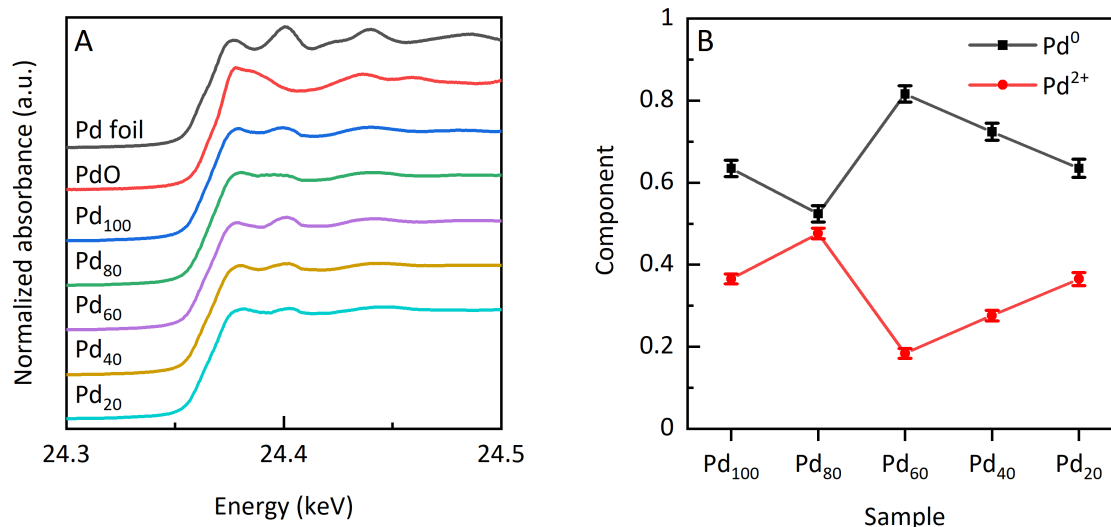 A
Normalized absorbance (a.u.)
Pd foil
PdO
Pd₁₀₀
Pd₈₀
Pd₆₀
Pd₄₀
Pd₂₀
24.3
24.4
24.5
Energy (keV)
B
Pd⁰
Pd²⁺
Component
1
0.8
0.6
0.4
0.2
0
Pd₁₀₀
Pd₈₀
Pd₆₀
Pd₄₀
Pd₂₀
Sample